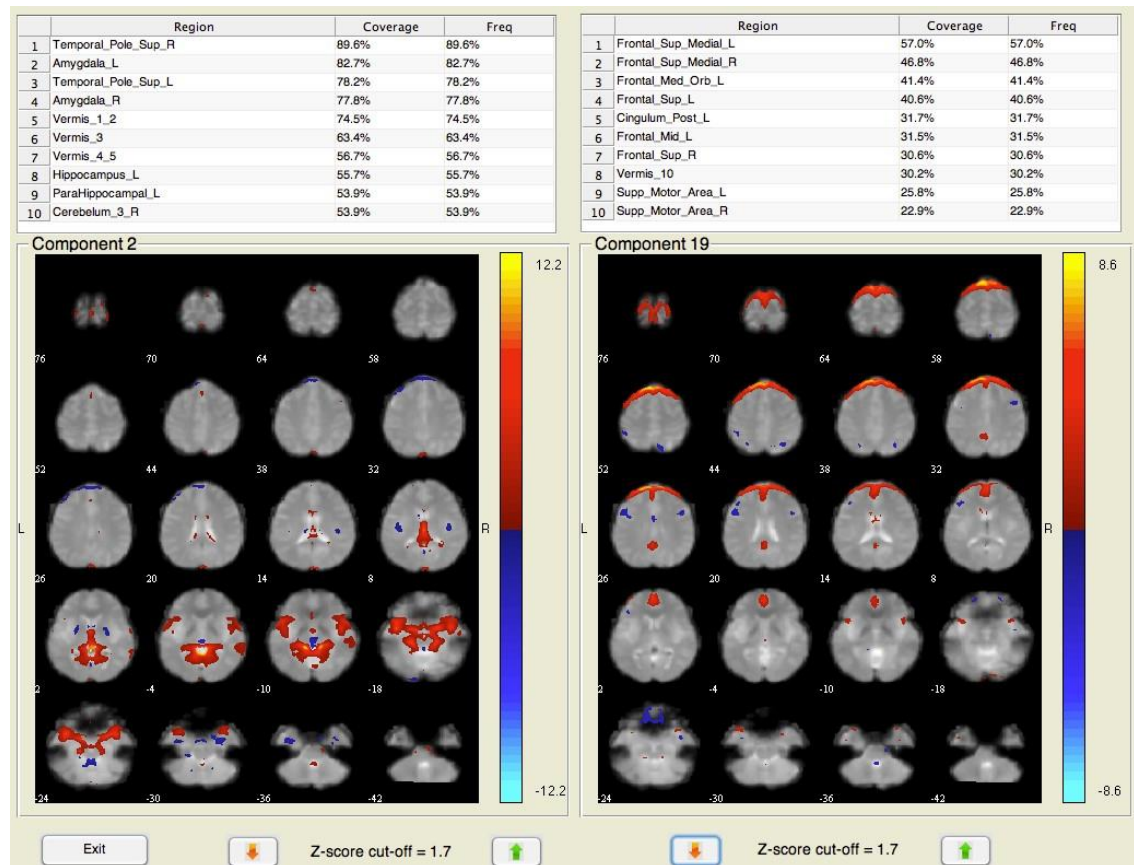 Region Coverage Freq
1 Temporal_Pole_Sup_R 89.6% 89.6%
2 Amygdala_L 82.7% 82.7%
3 Temporal_Pole_Sup_L 78.2% 78.2%
4 Amygdala_R 77.8% 77.8%
5 Vermis_1_2 74.5% 74.5%
6 Vermis_3 63.4% 63.4%
7 Vermis_4_5 56.7% 56.7%
8 Hippocampus_L 55.7% 55.7%
9 ParaHippocampal_L 53.9% 53.9%
10 Cerebelum_3_R 53.9% 53.9%
Region Coverage Freq
1 Frontal_Sup_Medial_L 57.0% 57.0%
2 Frontal_Sup_Medial_R 46.8% 46.8%
3 Frontal_Med_Orb_L 41.4% 41.4%
4 Frontal_Sup_L 40.6% 40.6%
5 Cingulum_Post_L 31.7% 31.7%
6 Frontal_Mid_L 31.5% 31.5%
7 Frontal_Sup_R 30.6% 30.6%
8 Vermis_10 30.2% 30.2%
9 Supp_Motor_Area_L 25.8% 25.8%
10 Supp_Motor_Area_R 22.9% 22.9%
Component 2
12.2
76 70 64 58
52 44 38 32
L R
26 20 14 8
2 -4 -10 -18
-24 -30 -36 -42
-12.2
Component 19
8.6
76 70 64 58
52 44 38 32
L R
26 20 14 8
2 -4 -10 -18
-24 -30 -36 -42
-8.6
Exit
Z-score cut-off = 1.7
Z-score cut-off = 1.7